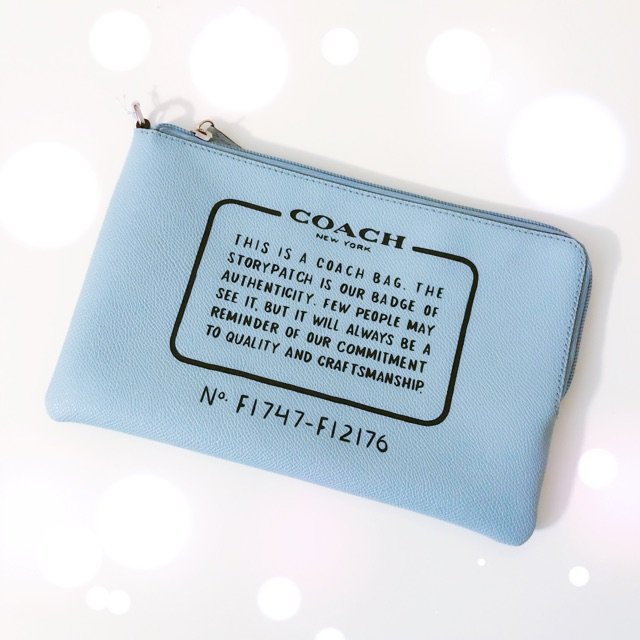 COACH
NEW YORK
THIS IS A COACH BAG. THE
STORYPATCH IS OUR BADGE OF
AUTHENTICITY. FEW PEOPLE MAY
SEE IT, BUT IT WILL ALWAYS BE A
REMINDER OF OUR COMMITMENT
TO QUALITY AND CRAFTSMANSHIP.
No. F1747-F12176